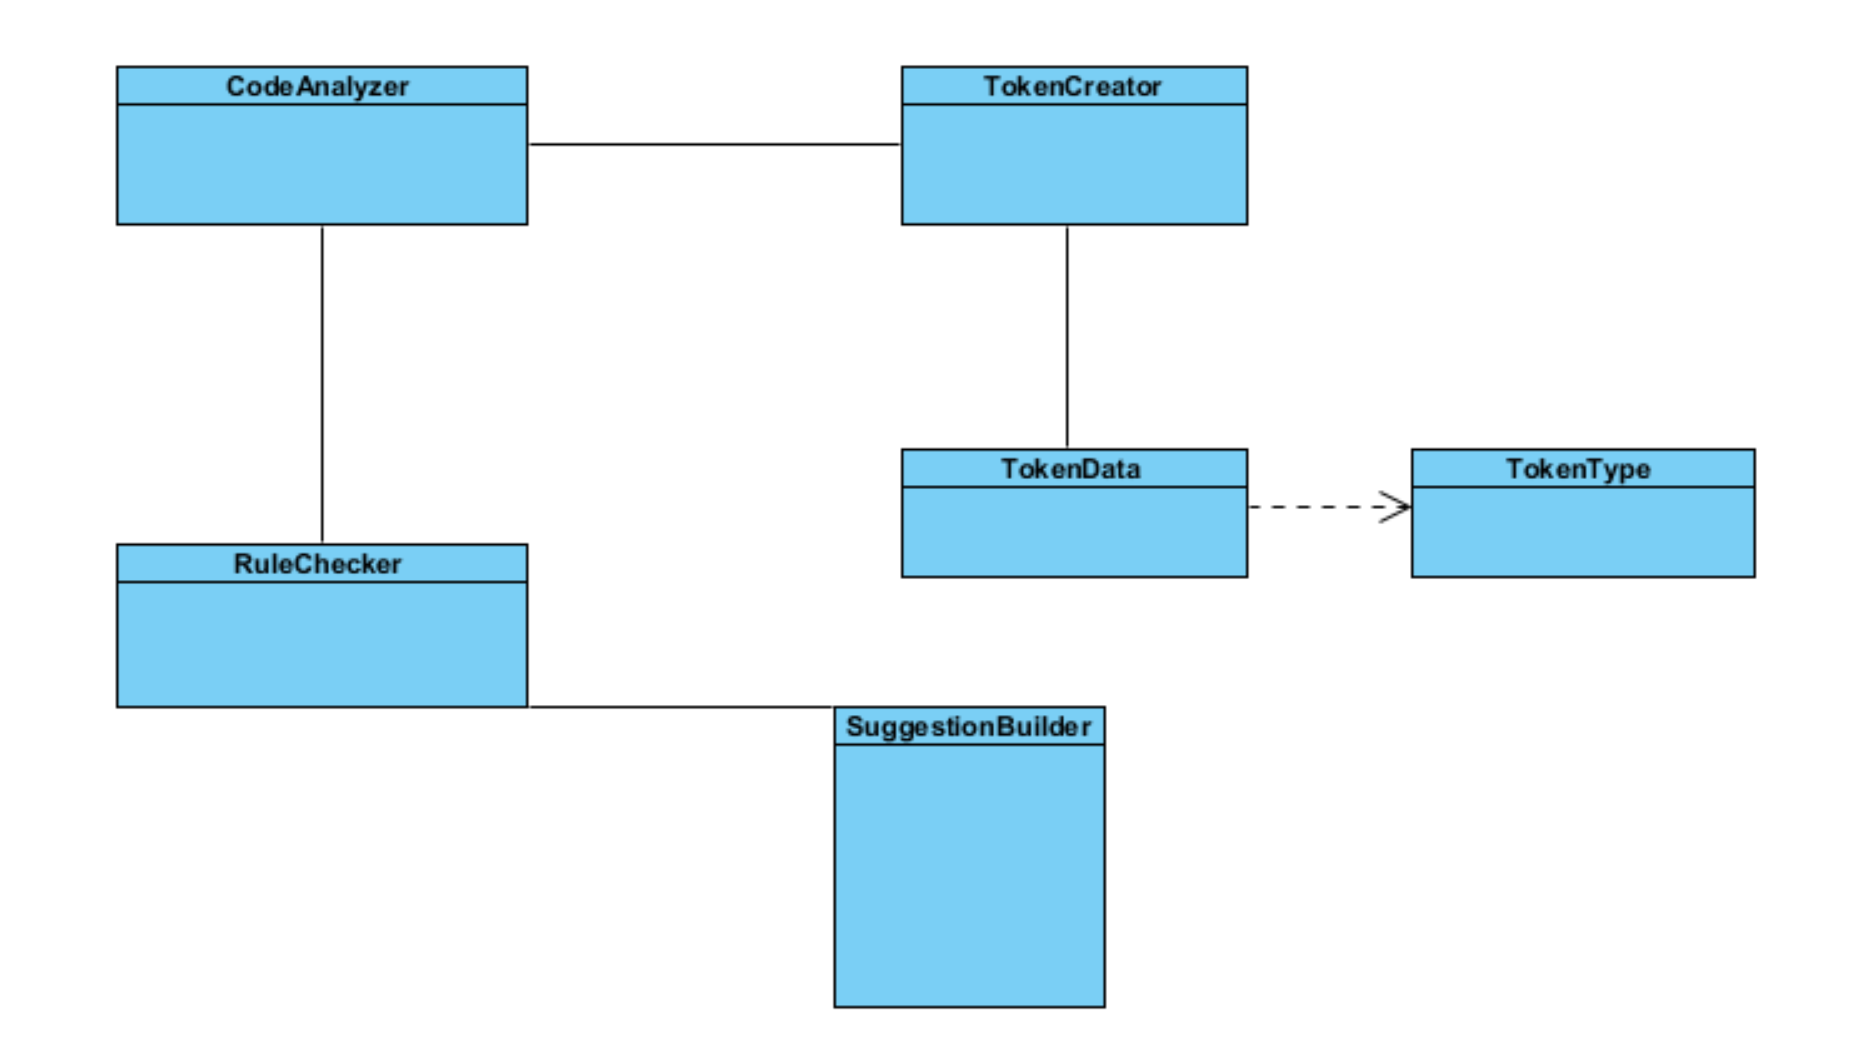 CodeAnalyzer
TokenCreator
TokenData
TokenType
RuleChecker
SuggestionBuilder